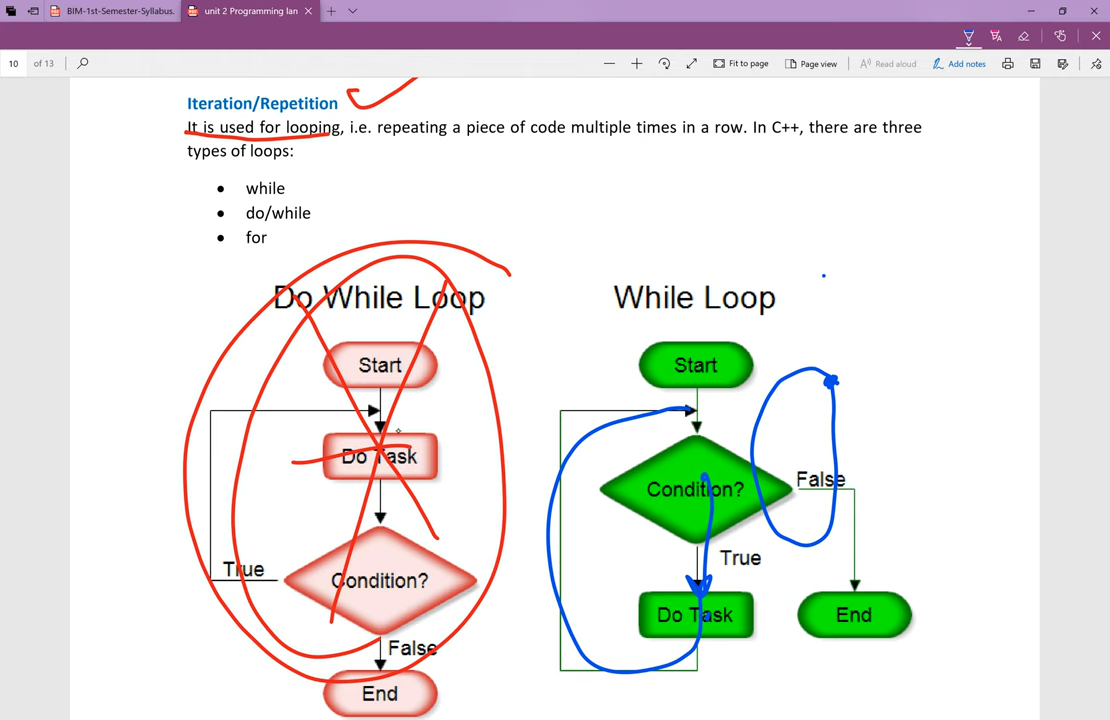 BIM-1st-Semester-Syllabus.
unit 2 Programming lan
10 of 13
Fit to page
Page view
Read aloud
Add notes
Iteration/Repetition
It is used for looping, i.e. repeating a piece of code multiple times in a row. In C++, there are three
types of loops:
• while
• do/while
• for
Do While Loop
Start
Do Task
Condition?
True
False
End
While Loop
Start
Condition?
False
True
Do Task
End